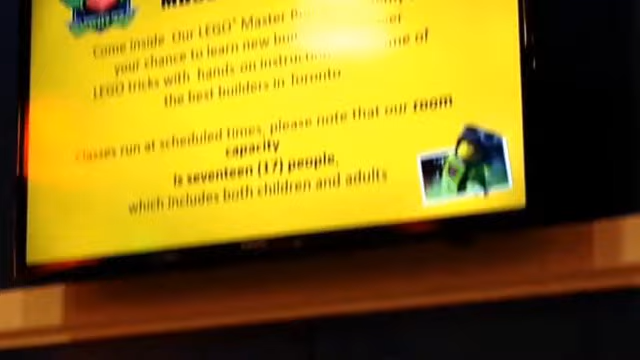 Come inside Our LEGO® Master
your chance to learn new
LEGO tricks with hands on of
the best builders in Toronto
classes run at scheduled times, please note that our room
capacity
is seventeen (17) people,
which includes both children and adults